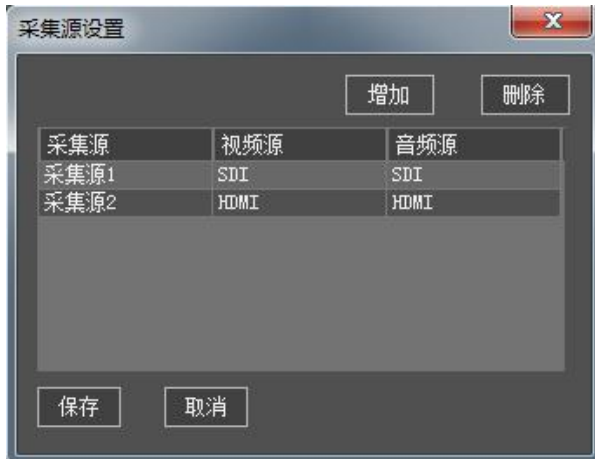 采集源设置
增加 删除
采集源 视频源 音频源
采集源1 SDI SDI
采集源2 HDMI HDMI
保存 取消